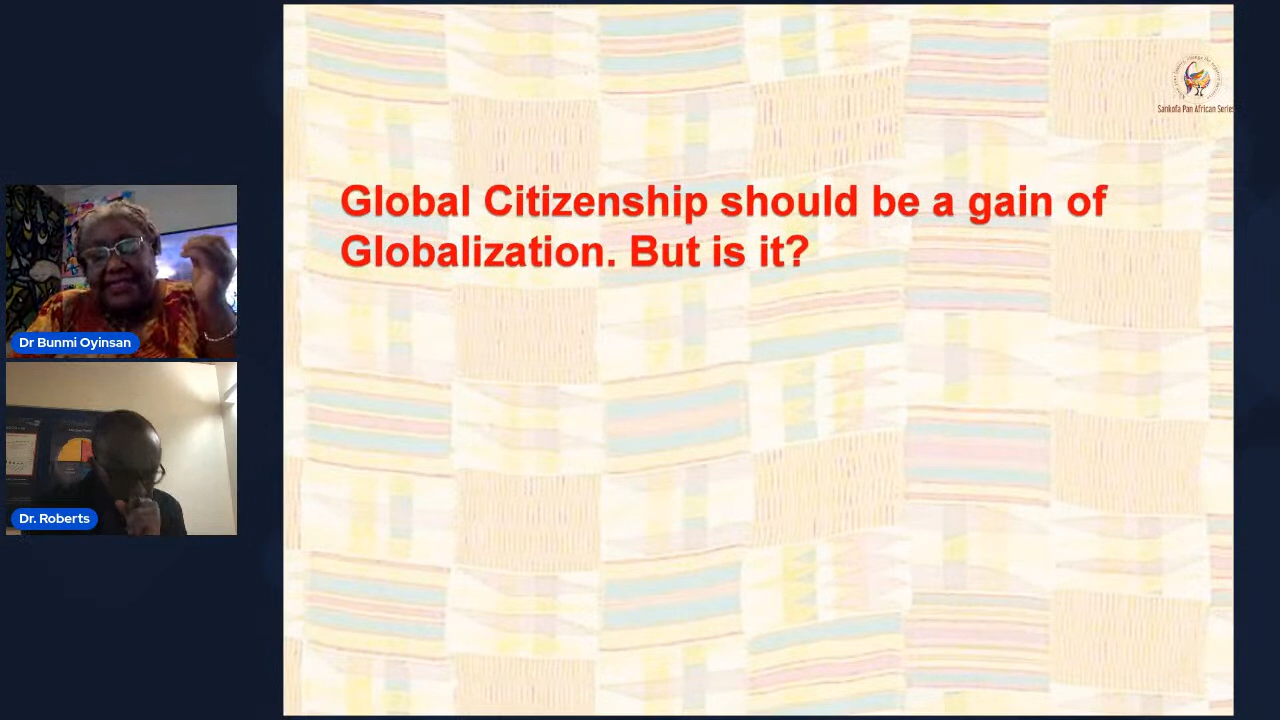 Sankofa Pan African Series
Global Citizenship should be a gain of
Globalization. But is it?
Dr Bunmi Oyinsan
Dr. Roberts